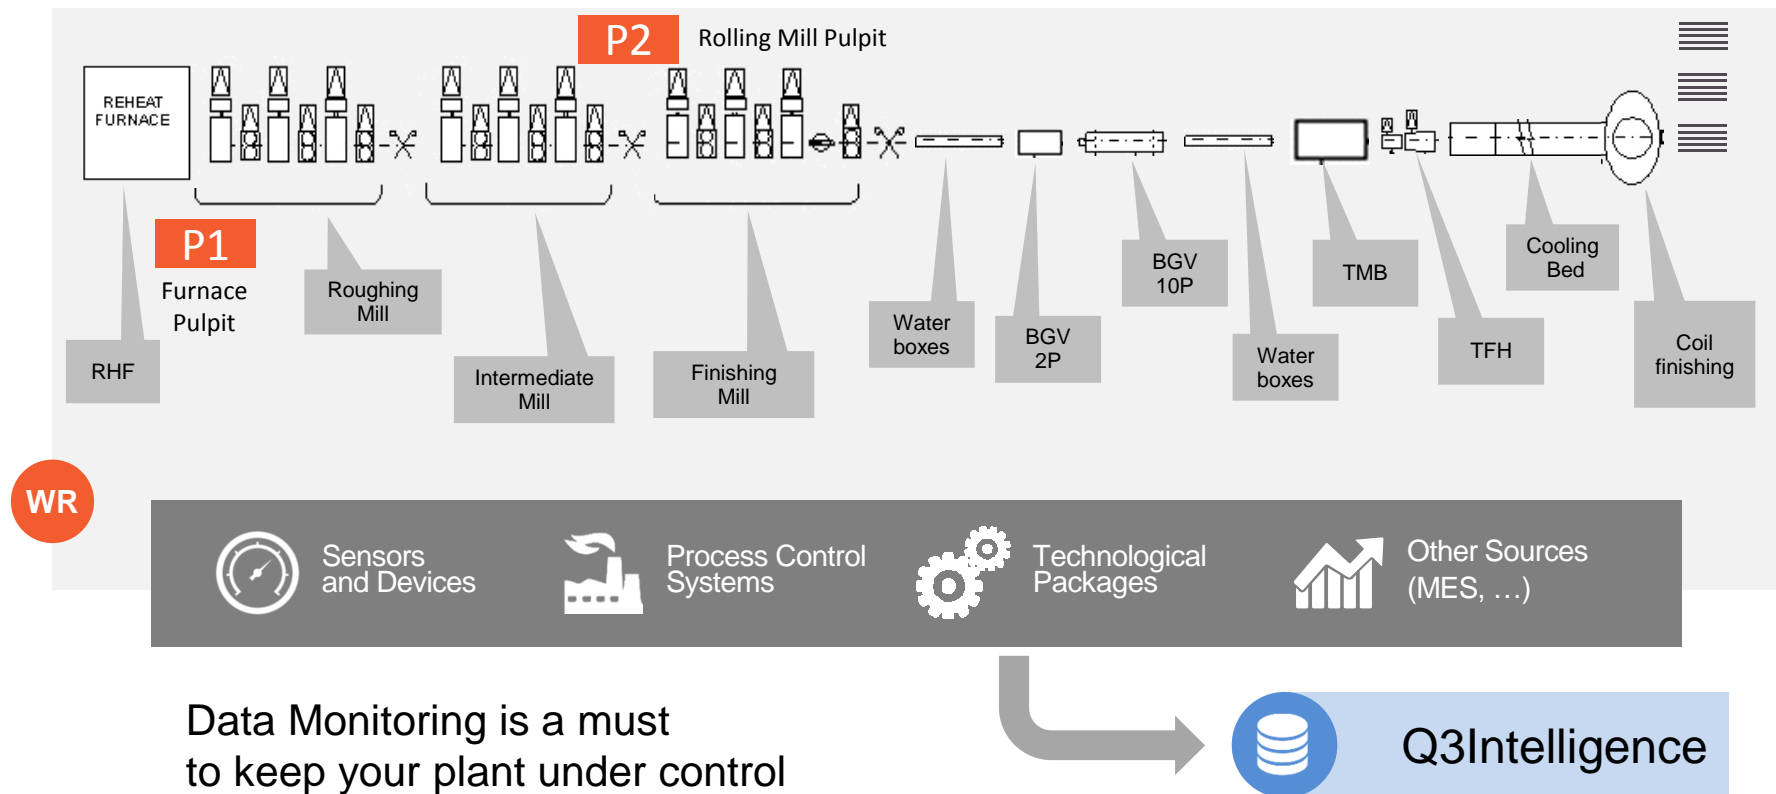 P2
Rolling Mill Pulpit
REHEAT
FURNACE
P1
Furnace
Pulpit
RHF
Roughing
Mill
Intermediate
Mill
Finishing
Mill
Water
boxes
BGV
2P
BGV
10P
Water
boxes
TMB
TFH
Cooling
Bed
Coil
finishing
WR
Sensors
and Devices
Process Control
Systems
Technological
Packages
Other Sources
(MES, …)
Data Monitoring is a must
to keep your plant under control
Q3Intelligence